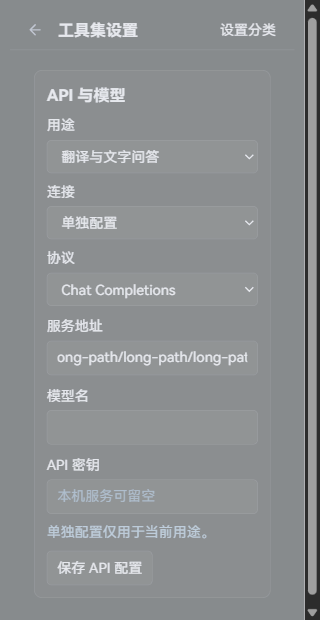 工具集设置
设置分类
API 与模型
用途
翻译与文字问答
连接
单独配置
协议
Chat Completions
服务地址
ong-path/long-path/long-pat
模型名
API 密钥
本机服务可留空
单独配置仅用于当前用途。
保存 API 配置